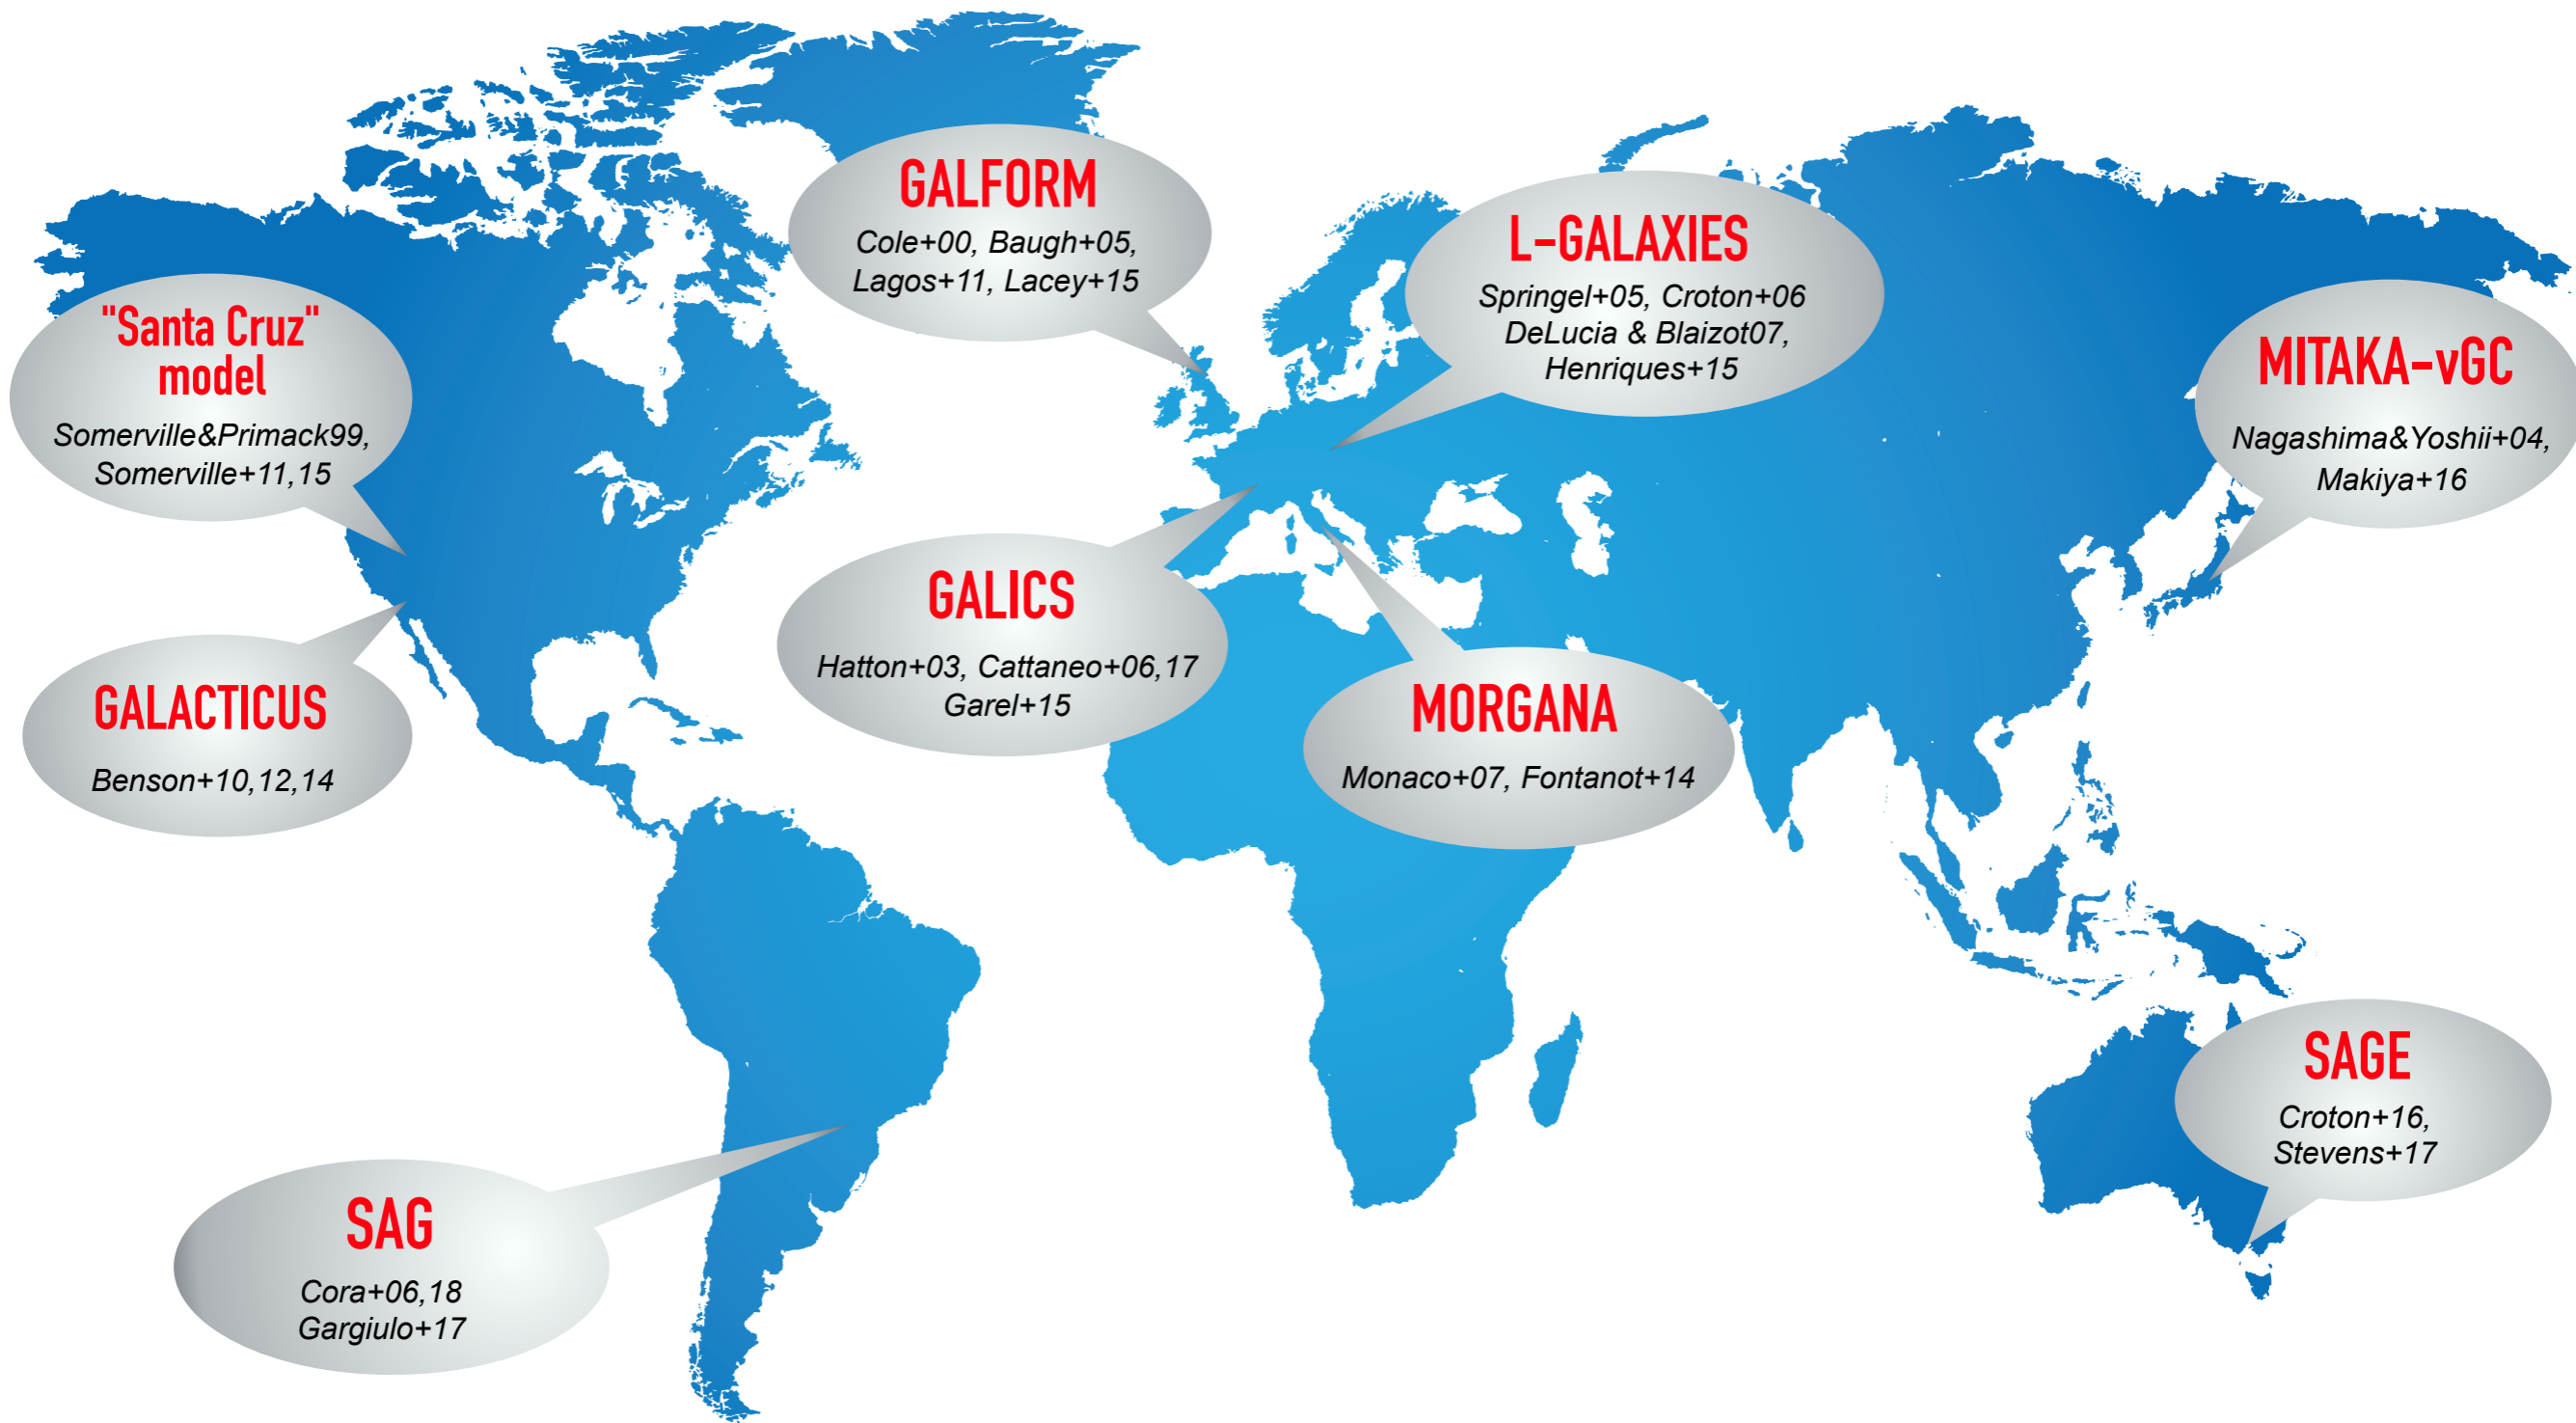 GALFORM
Cole+00, Baugh+05,
Lagos+11, Lacey+15
L-GALAXIES
Springel+05, Croton+06
DeLucia & Blaizot07,
Henriques+15
"Santa Cruz"
model
Somerville&Primack99,
Somerville+11,15
MITAKA-vGC
Nagashima&Yoshii+04,
Makiya+16
GALICS
Hatton+03, Cattaneo+06,17
Garel+15
GALACTICUS
Benson+10,12,14
MORGANA
Monaco+07, Fontanot+14
SAGE
Croton+16,
Stevens+17
SAG
Cora+06,18
Gargiulo+17